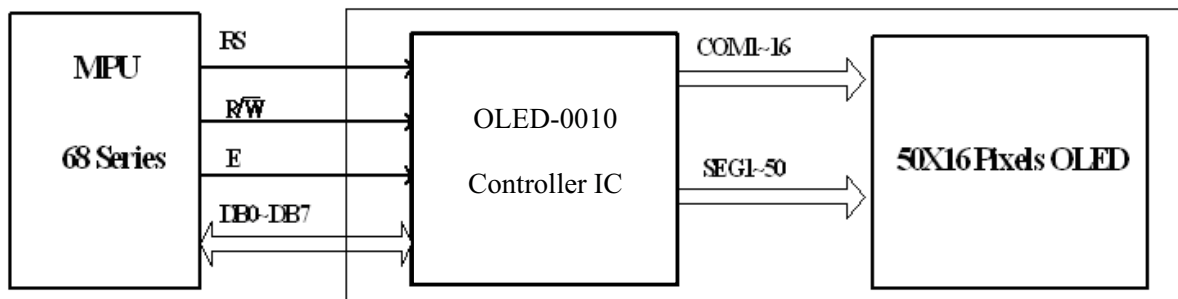 MPU
68 Series
RS
R/W̅
E
DB0~DB7
OLED-0010
Controller IC
COM1~16
SEG1~50
50X16 Pixels OLED